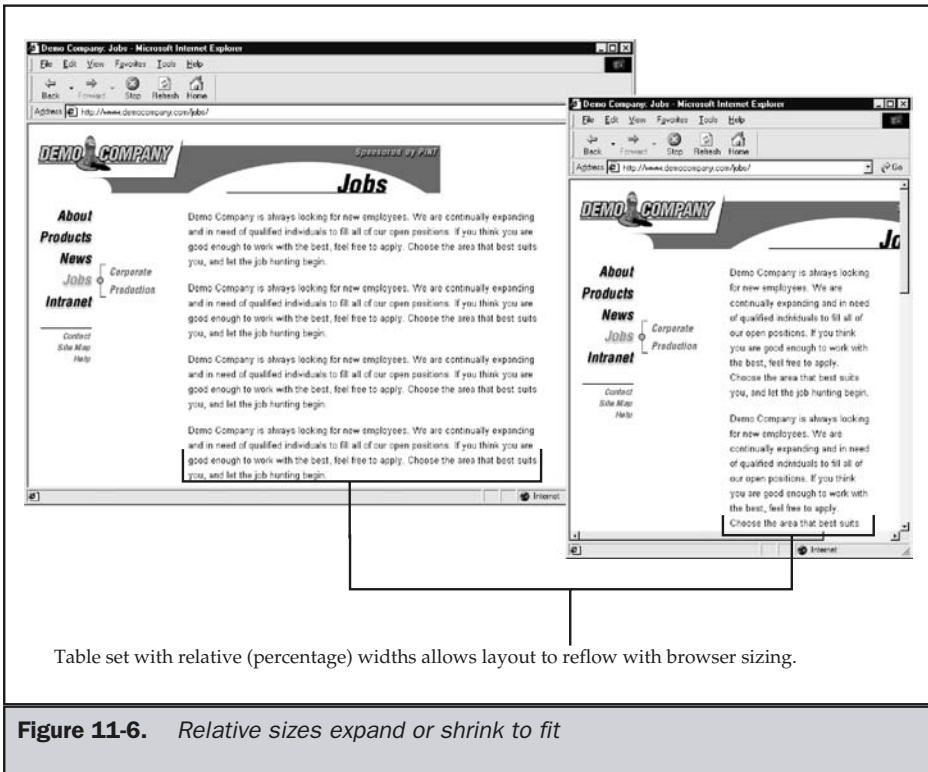 Demo Company: Jobs - Microsoft Internet Explorer
File Edit View Favorites Tools Help
Back Forward Stop Refresh Home
Address http://www.democompany.com/jobs/
DEMO COMPANY
Sponsored by PINT
Jobs
About
Products
News
Jobs
Corporate
Production
Intranet
Contact
Site Map
Help
Demo Company is always looking for new employees. We are continually expanding
and in need of qualified individuals to fill all of our open positions. If you think you are
good enough to work with the best, feel free to apply. Choose the area that best suits
you, and let the job hunting begin.
Demo Company is always looking for new employees. We are continually expanding
and in need of qualified individuals to fill all of our open positions. If you think you are
good enough to work with the best, feel free to apply. Choose the area that best suits
you, and let the job hunting begin.
Demo Company is always looking for new employees. We are continually expanding
and in need of qualified individuals to fill all of our open positions. If you think you are
good enough to work with the best, feel free to apply. Choose the area that best suits
you, and let the job hunting begin.
Demo Company is always looking for new employees. We are continually expanding
and in need of qualified individuals to fill all of our open positions. If you think you are
good enough to work with the best, feel free to apply. Choose the area that best suits
you, and let the job hunting begin.
Internet
Demo Company: Jobs - Microsoft Internet Explorer
File Edit View Favorites Tools Help
Back Forward Stop Refresh Home
Address http://www.democompany.com/jobs/ Go
DEMO COMPANY
Jo
About
Products
News
Jobs
Corporate
Production
Intranet
Contact
Site Map
Help
Demo Company is always looking
for new employees. We are
continually expanding and in need
of qualified individuals to fill all of
our open positions. If you think
you are good enough to work with
the best, feel free to apply.
Choose the area that best suits
you, and let the job hunting begin.
Demo Company is always looking
for new employees. We are
continually expanding and in need
of qualified individuals to fill all of
our open positions. If you think
you are good enough to work with
the best, feel free to apply.
Choose the area that best suits
Internet
Table set with relative (percentage) widths allows layout to reflow with browser sizing.
Figure 11-6. Relative sizes expand or shrink to fit